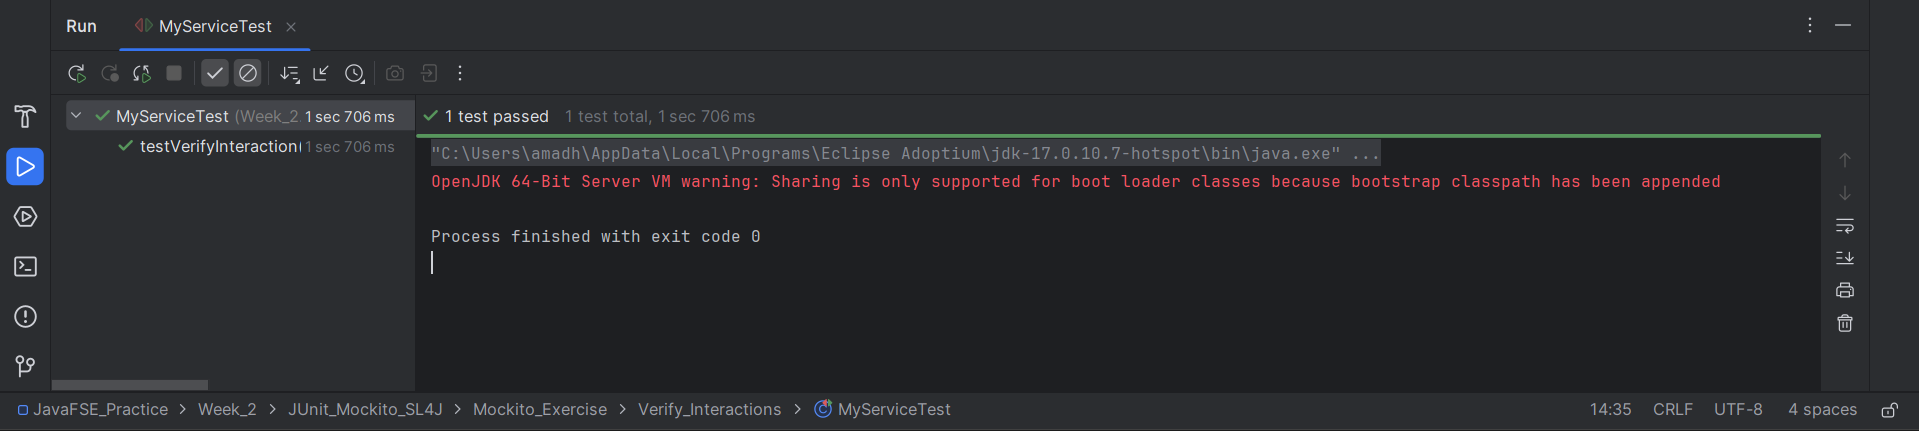 Run MyServiceTest
MyServiceTest (Week_2. 1 sec 706 ms
testVerifyInteraction( 1 sec 706 ms
1 test passed 1 test total, 1 sec 706 ms
"C:\Users\amadh\AppData\Local\Programs\Eclipse Adoptium\jdk-17.0.10.7-hotspot\bin\java.exe" ...
OpenJDK 64-Bit Server VM warning: Sharing is only supported for boot loader classes because bootstrap classpath has been appended
Process finished with exit code 0
JavaFSE_Practice > Week_2 > JUnit_Mockito_SL4J > Mockito_Exercise > Verify_Interactions > MyServiceTest 14:35 CRLF UTF-8 4 spaces